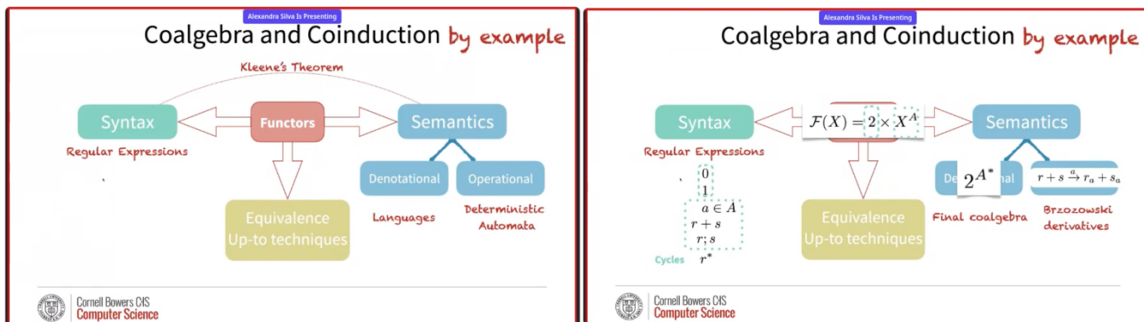 Alexandra Silva Is Presenting
Coalgebra and Coinduction by example
Kleene's Theorem
Syntax
Functors
Semantics
Regular Expressions
Denotational
Operational
Languages
Deterministic
Automata
Equivalence
Up-to techniques
Cornell Bowers CIS
Computer Science
Alexandra Silva Is Presenting
Coalgebra and Coinduction by example
Syntax
F(X) = 2 × X^A
Semantics
Regular Expressions
0
1
a ∈ A
r + s
r; s
Cycles r*
De 2^{A*} nal
r + s →^a r_a + s_a
Final coalgebra
Brzozowski
derivatives
Equivalence
Up-to techniques
Cornell Bowers CIS
Computer Science